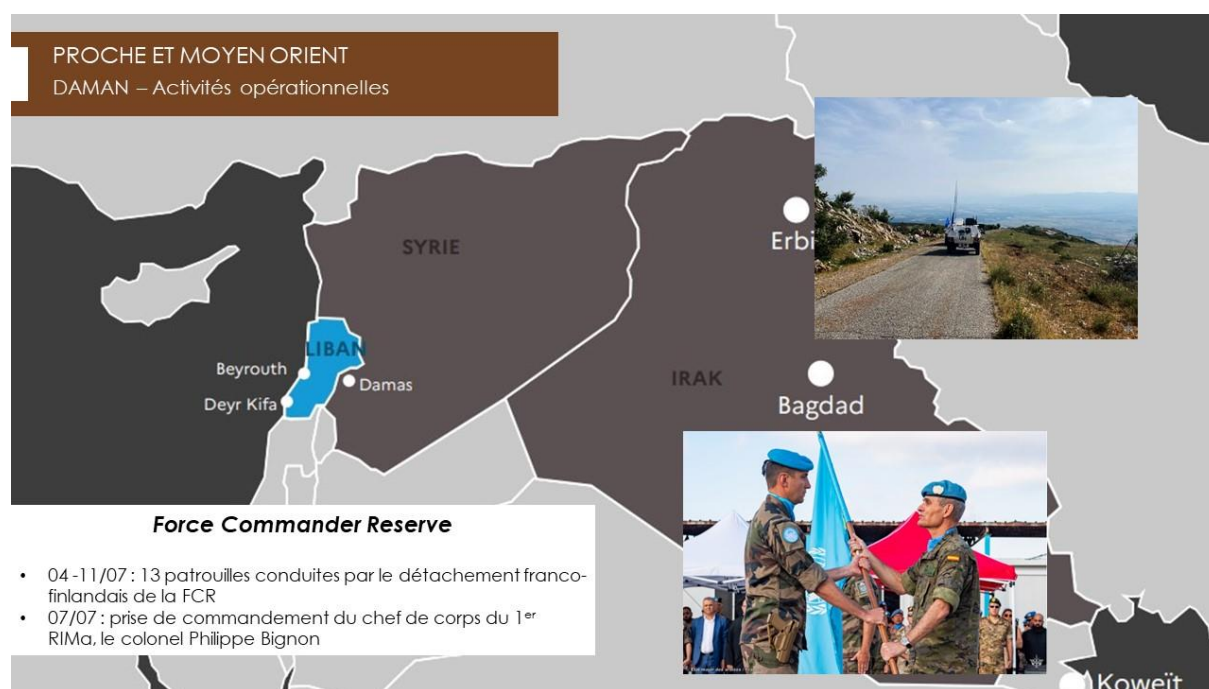 PROCHE ET MOYEN ORIENT
DAMAN – Activités opérationnelles
SYRIE
Erbi
LIBAN
Beyrouth
Damas
Deyr Kifa
IRAK
Bagdad
Force Commander Reserve
• 04 -11/07 : 13 patrouilles conduites par le détachement franco-
finlandais de la FCR
• 07/07 : prise de commandement du chef de corps du 1er
RIMa, le colonel Philippe Bignon
Koweït